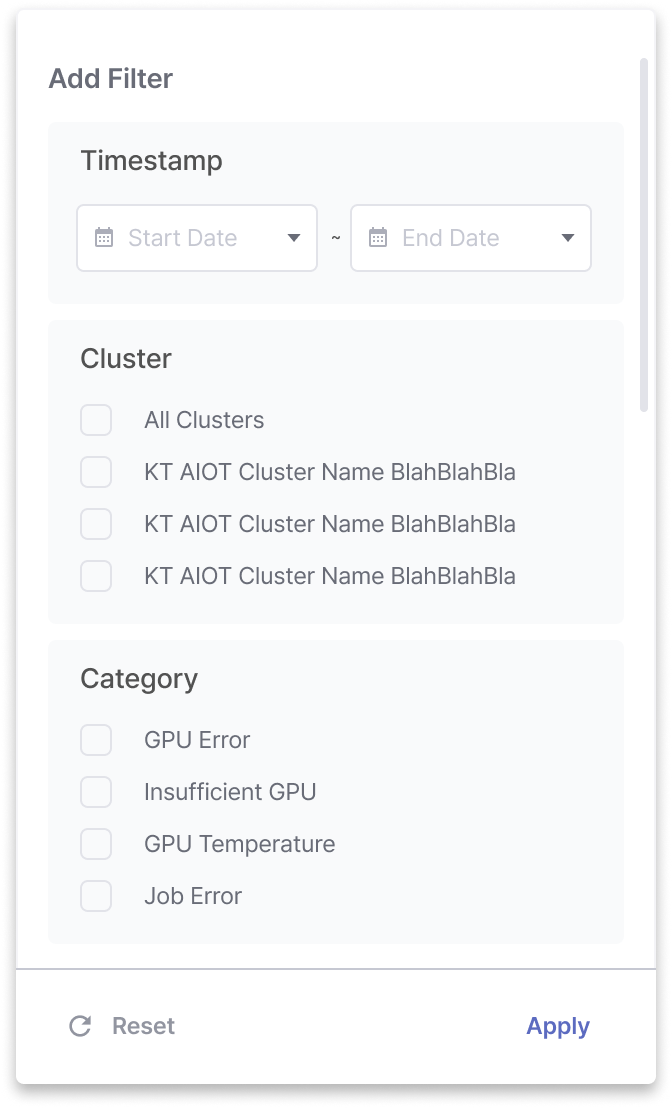 Add Filter
Timestamp
Start Date ~ End Date
Cluster
All Clusters
KT AIOT Cluster Name BlahBlahBla
KT AIOT Cluster Name BlahBlahBla
KT AIOT Cluster Name BlahBlahBla
Category
GPU Error
Insufficient GPU
GPU Temperature
Job Error
Reset Apply